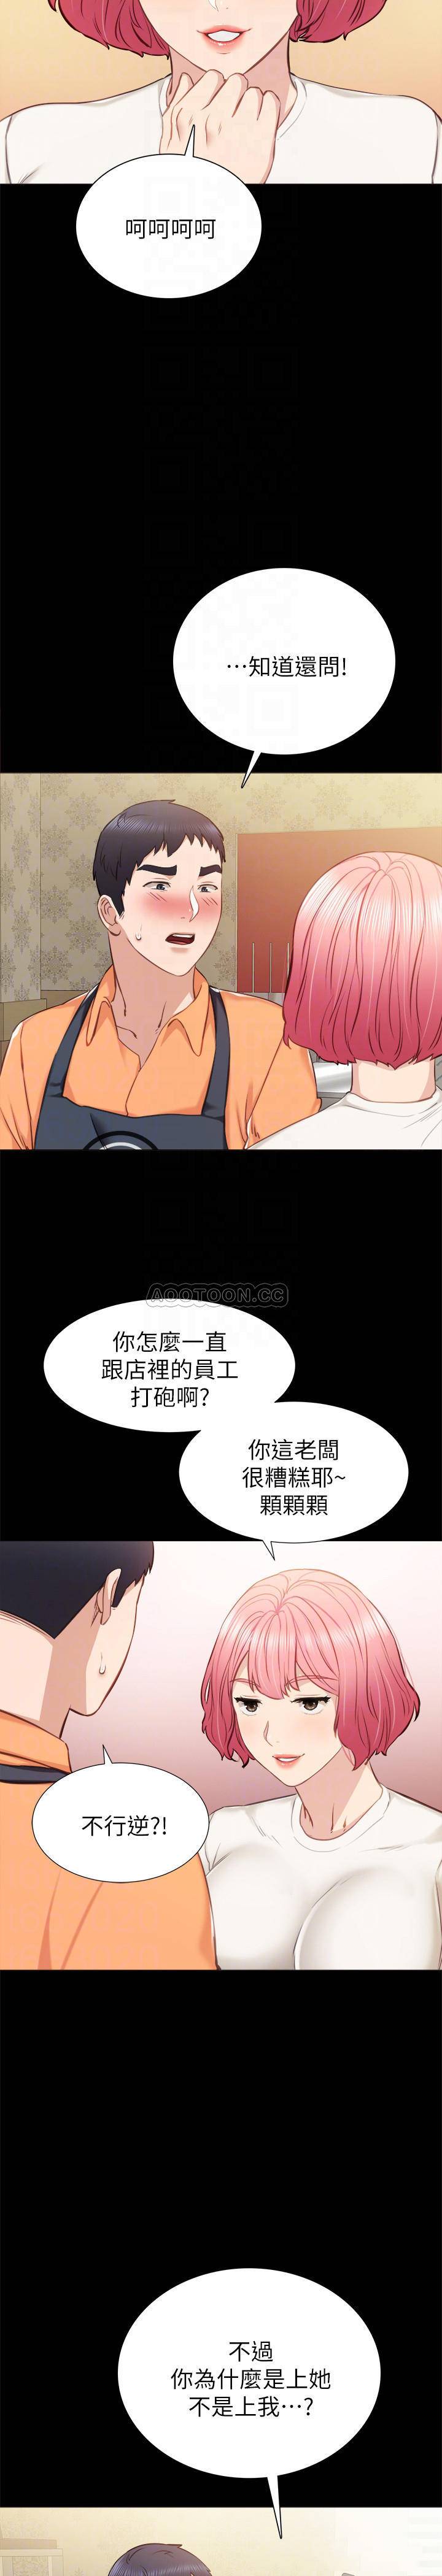 呵呵呵呵
…知道還問!
AOOTOON.CC
你怎麼一直
跟店裡的員工
打砲啊?
你這老闆
很糟糕耶~
顆顆顆
不行逆?!
不過
你為什麼是上她
不是上我…?